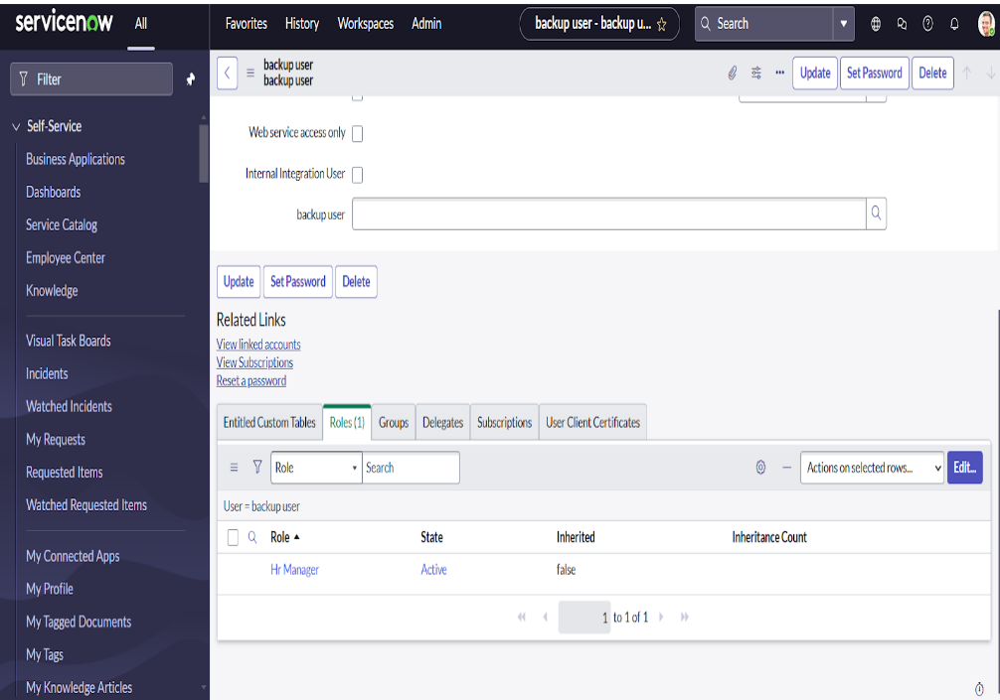 servicenow
All
Favorites
History
Workspaces
Admin
backup user - backup u...
Search
Filter
Self-Service
Business Applications
Dashboards
Service Catalog
Employee Center
Knowledge
Visual Task Boards
Incidents
Watched Incidents
My Requests
Requested Items
Watched Requested Items
My Connected Apps
My Profile
My Tagged Documents
My Tags
My Knowledge Articles
backup user
backup user
Update
Set Password
Delete
Web service access only
Internal Integration User
backup user
Update
Set Password
Delete
Related Links
View linked accounts
View Subscriptions
Reset a password
Entitled Custom Tables
Roles (1)
Groups
Delegates
Subscriptions
User Client Certificates
Role
Search
Actions on selected rows...
Edit...
User = backup user
Role
State
Inherited
Inheritance Count
Hr Manager
Active
false
1 to 1 of 1